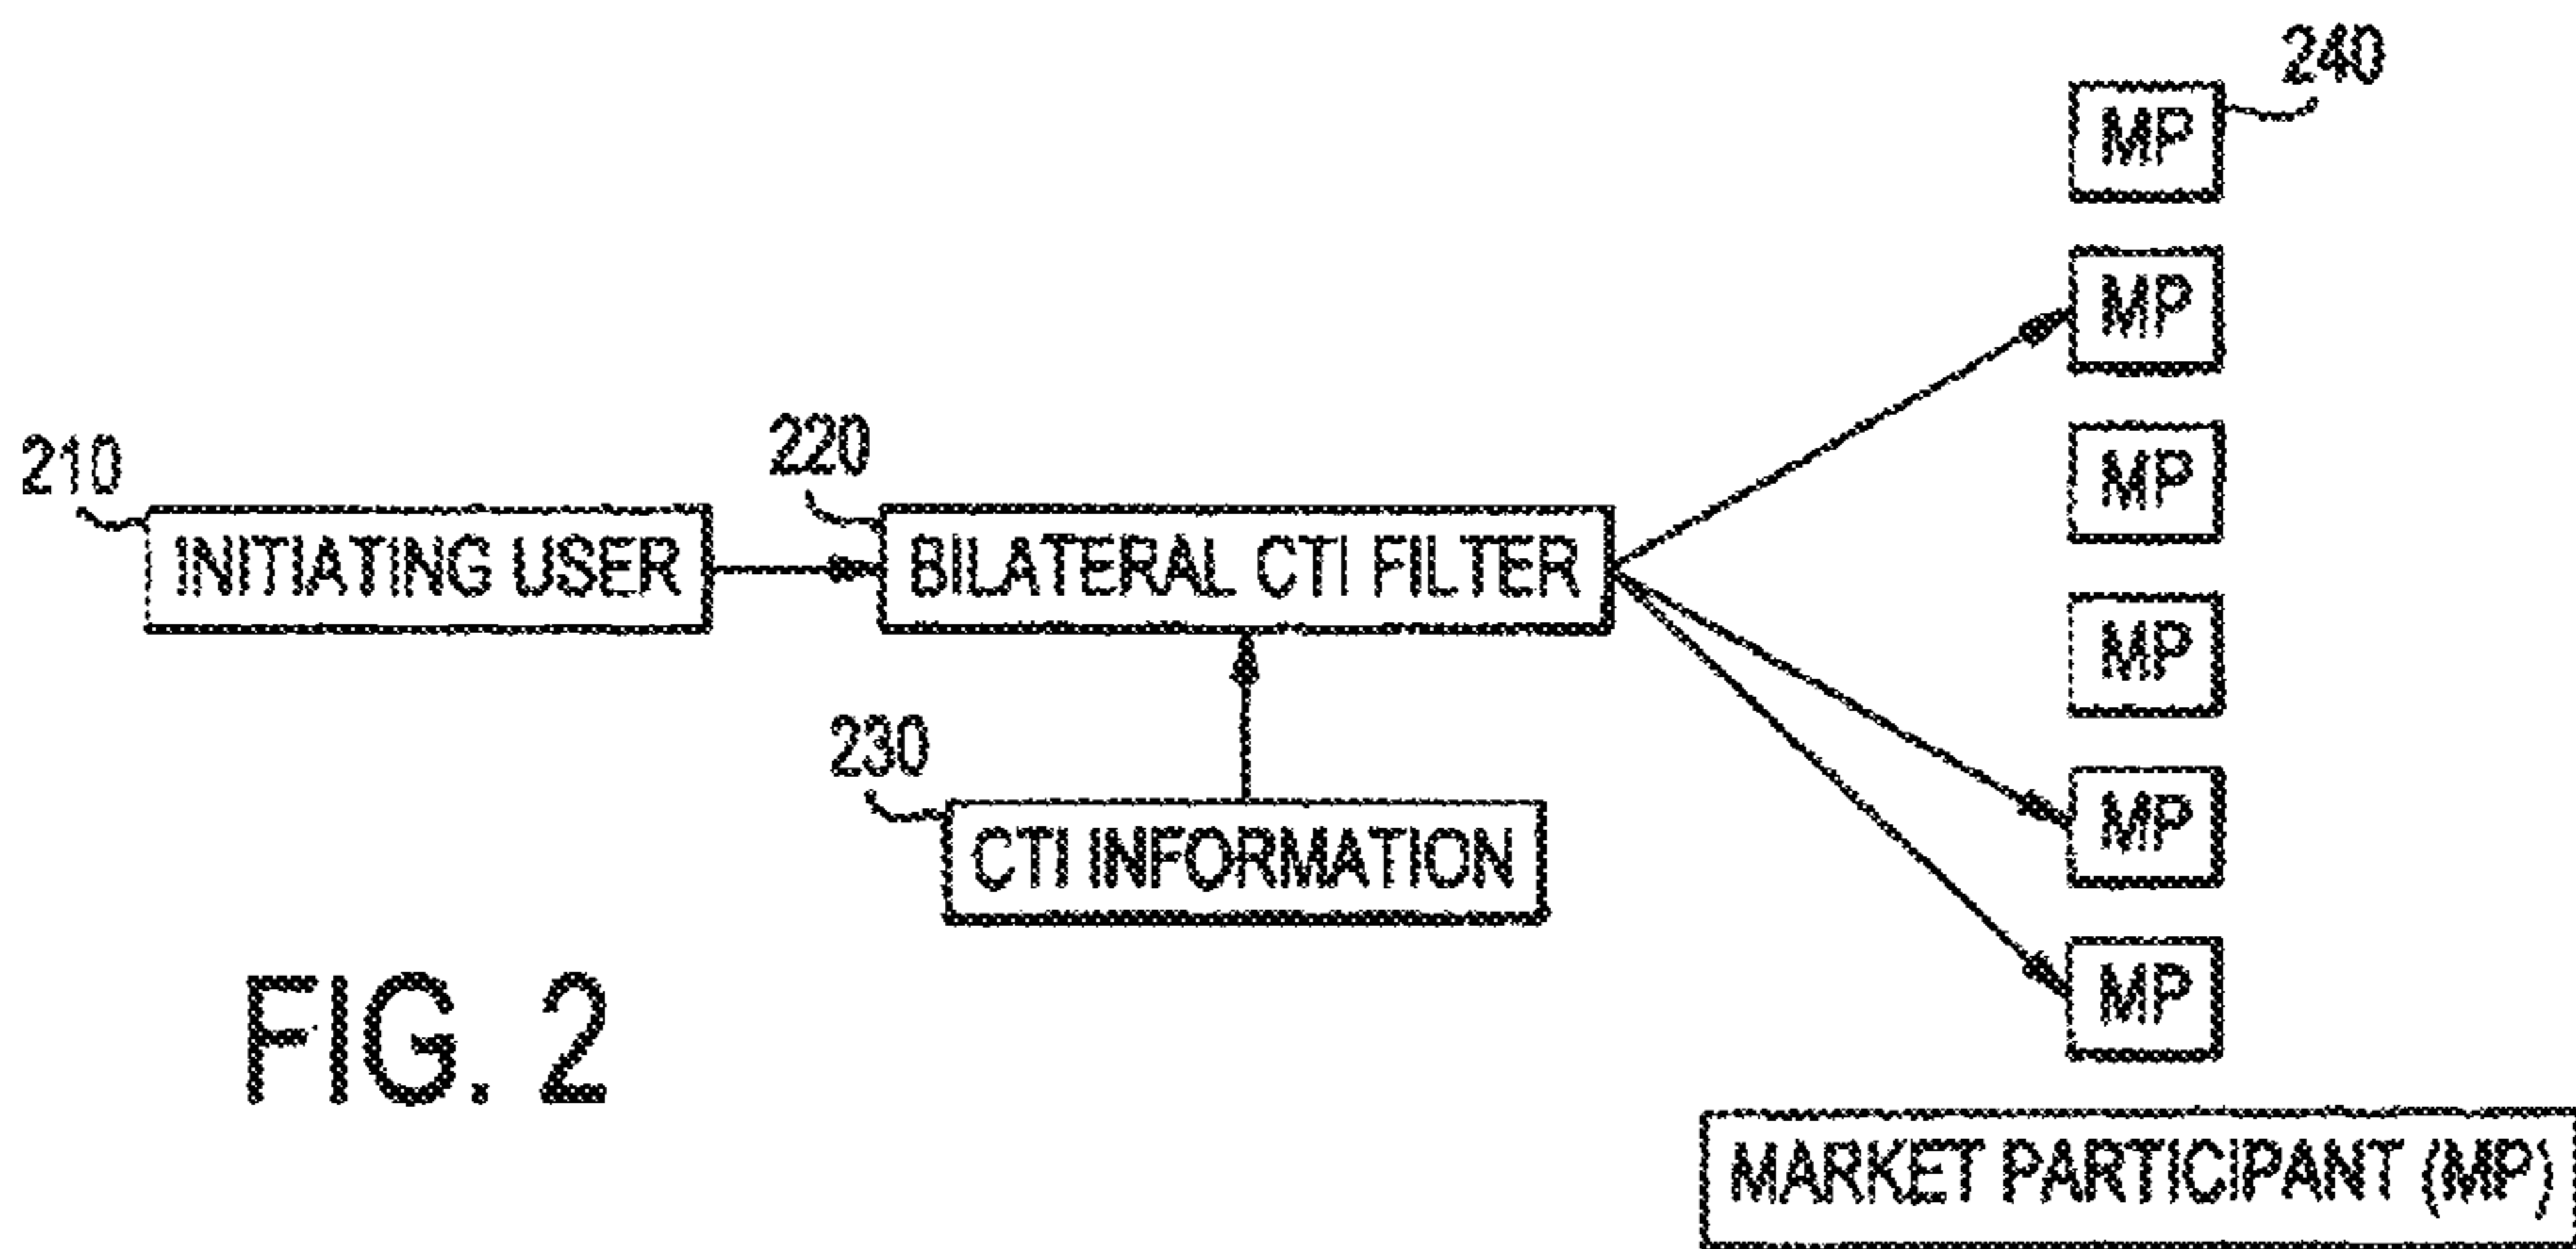 240
MP
MP
210
220
MP
INITIATING USER
BILATERAL CTI FILTER
MP
230
CTI INFORMATION
MP
MP
FIG. 2
MARKET PARTICIPANT (MP)